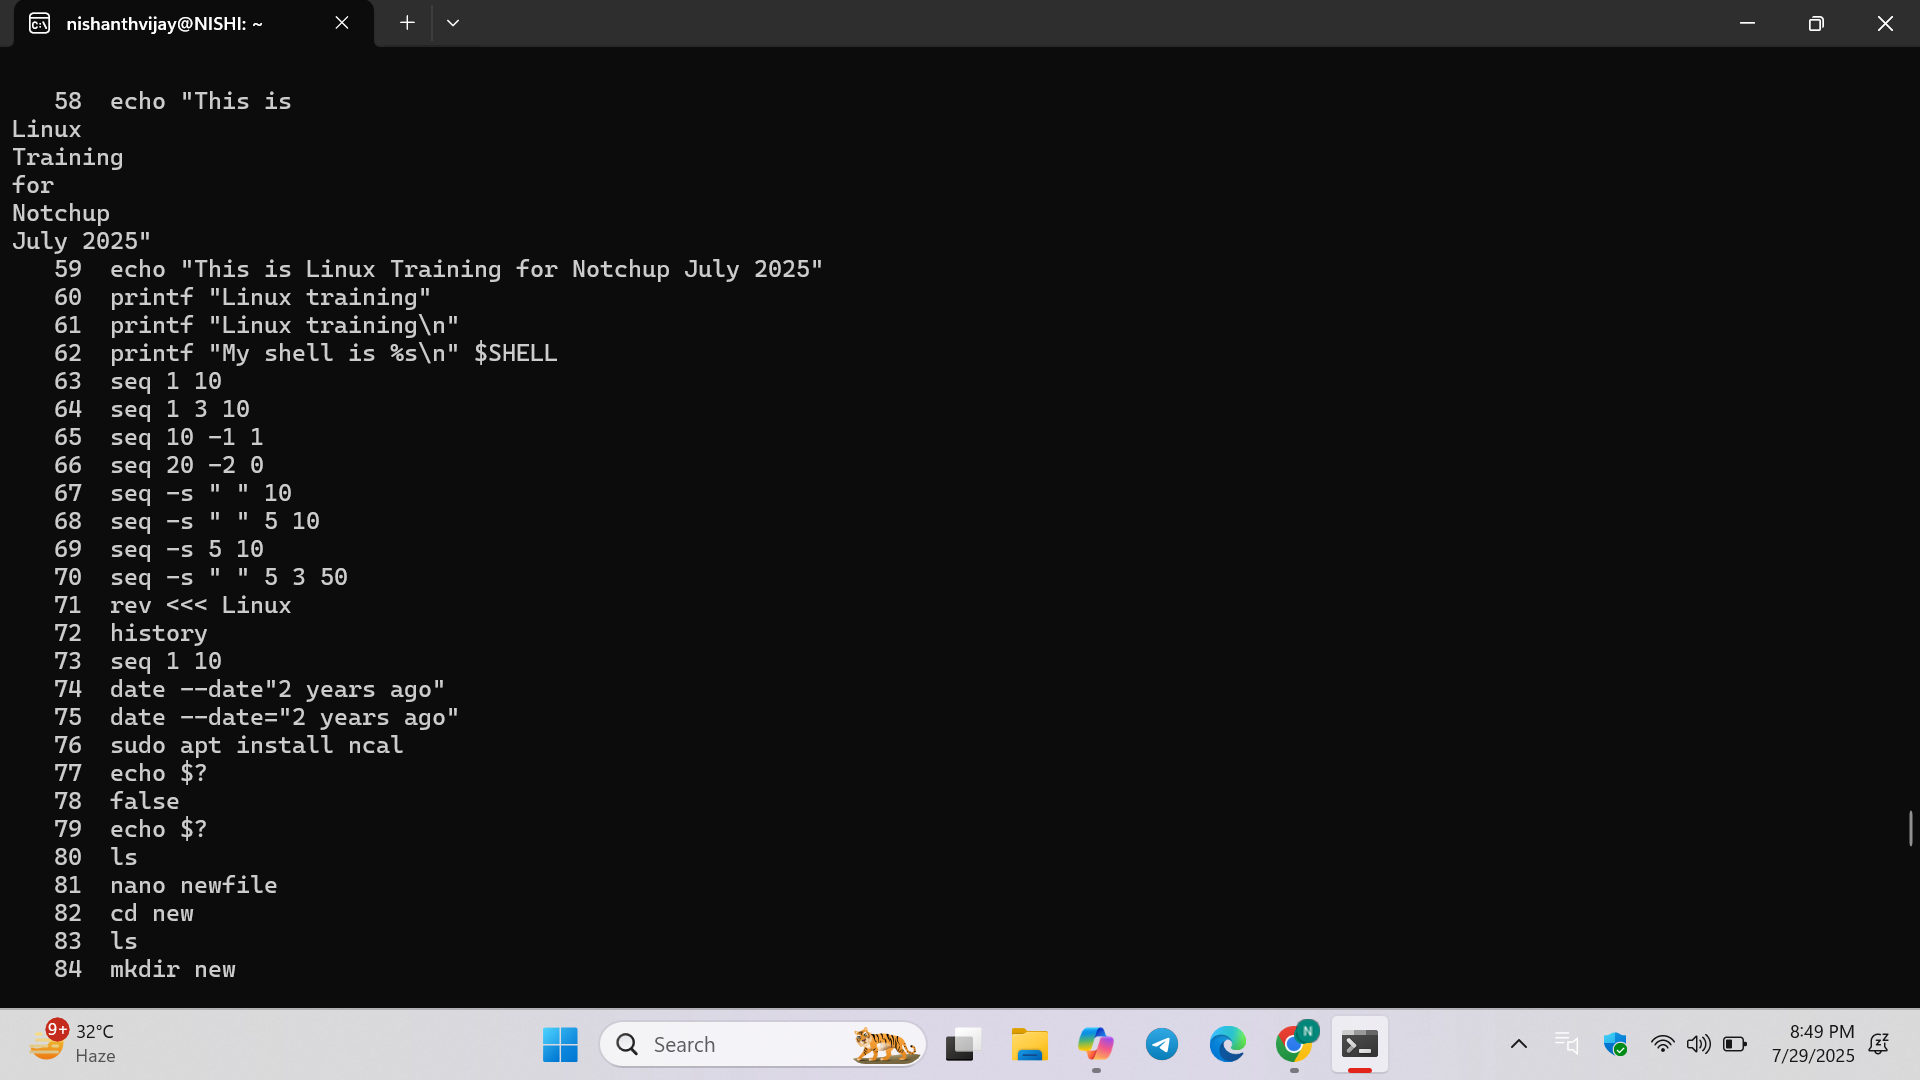 nishanthvijay@NISHI: ~
58 echo "This is
Linux
Training
for
Notchup
July 2025"
59 echo "This is Linux Training for Notchup July 2025"
60 printf "Linux training"
61 printf "Linux training\n"
62 printf "My shell is %s\n" $SHELL
63 seq 1 10
64 seq 1 3 10
65 seq 10 -1 1
66 seq 20 -2 0
67 seq -s " " 10
68 seq -s " " 5 10
69 seq -s 5 10
70 seq -s " " 5 3 50
71 rev <<< Linux
72 history
73 seq 1 10
74 date --date"2 years ago"
75 date --date="2 years ago"
76 sudo apt install ncal
77 echo $?
78 false
79 echo $?
80 ls
81 nano newfile
82 cd new
83 ls
84 mkdir new
9+
32°C
Haze
Search
N
8:49 PM
7/29/2025